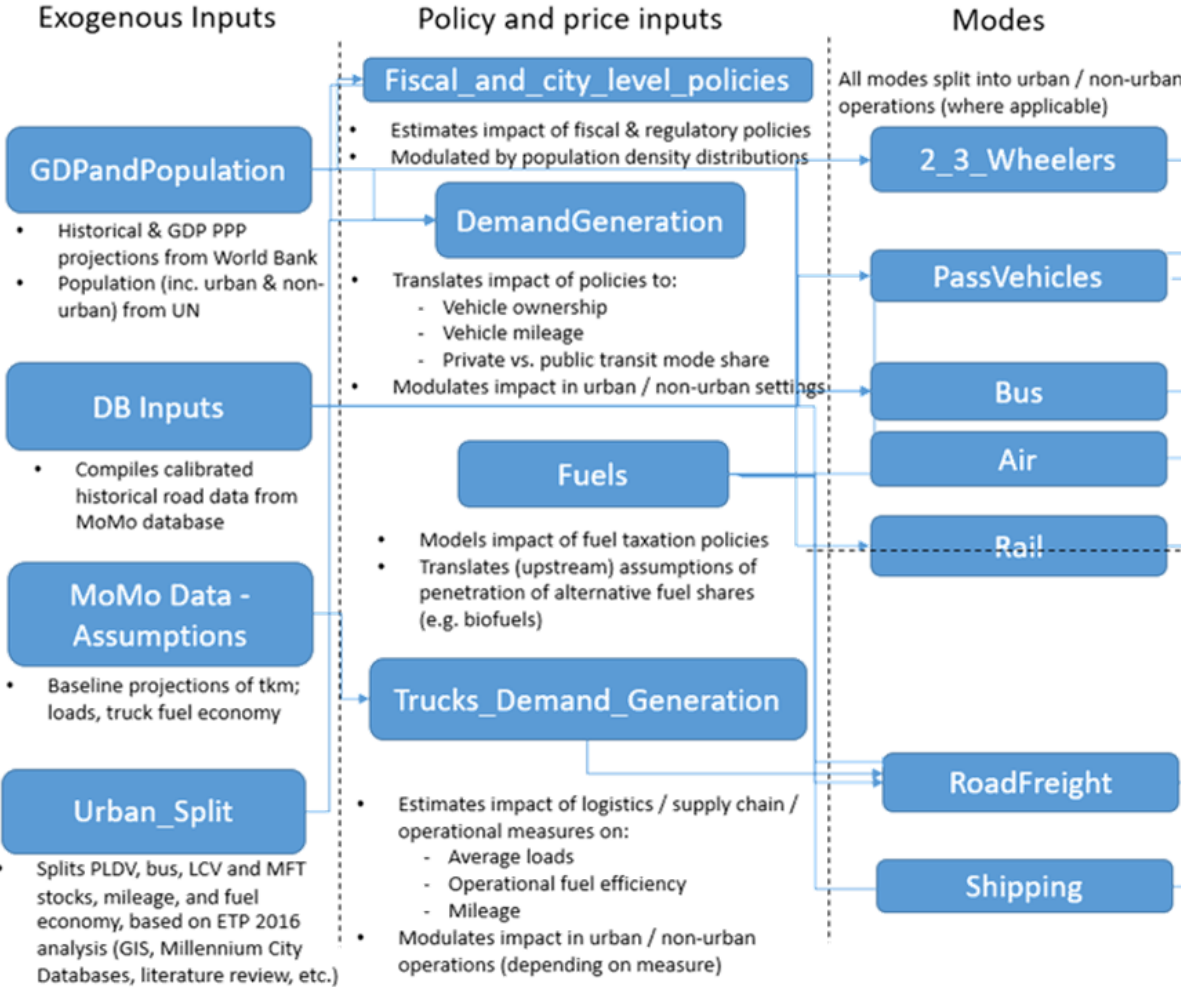 Exogenous Inputs
Policy and price inputs
Modes
GDPandPopulation
• Historical & GDP PPP
projections from World Bank
• Population (inc. urban & non-
urban) from UN
DB Inputs
• Compiles calibrated
historical road data from
MoMo database
MoMo Data -
Assumptions
• Baseline projections of tkm;
loads, truck fuel economy
Urban_Split
• Splits PLDV, bus, LCV and MFT
stocks, mileage, and fuel
economy, based on ETP 2016
analysis (GIS, Millennium City
Databases, literature review, etc.)
Fiscal_and_city_level_policies
• Estimates impact of fiscal & regulatory policies
• Modulated by population density distributions
DemandGeneration
• Translates impact of policies to:
- Vehicle ownership
- Vehicle mileage
- Private vs. public transit mode share
• Modulates impact in urban / non-urban settings
Fuels
• Models impact of fuel taxation policies
• Translates (upstream) assumptions of
penetration of alternative fuel shares
(e.g. biofuels)
Trucks_Demand_Generation
• Estimates impact of logistics / supply chain /
operational measures on:
- Average loads
- Operational fuel efficiency
- Mileage
• Modulates impact in urban / non-urban
operations (depending on measure)
All modes split into urban / non-urban
operations (where applicable)
2_3_Wheelers
PassVehicles
Bus
Air
Rail
RoadFreight
Shipping